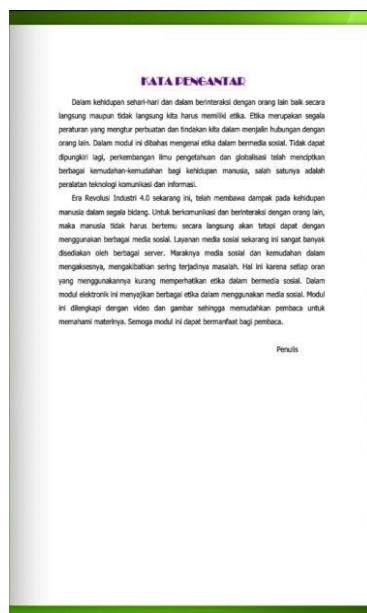 KATA PENGANTAR
Dalam kehidupan sehari-hari dan dalam berinteraksi dengan orang lain baik secara
langsung maupun tidak langsung kita harus memiliki etika. Etika merupakan segala
peraturan yang mengtur perbuatan dan tindakan kita dalam menjalin hubungan dengan
orang lain. Dalam modul ini dibahas mengenai etika dalam bermedia sosial. Tidak dapat
dipungkiri lagi, perkembangan ilmu pengetahuan dan globalisasi telah menciptkan
berbagai kemudahan-kemudahan bagi kehidupan manusia, salah satunya adalah
peralatan teknologi komunikasi dan informasi.
Era Revolusi Industri 4.0 sekarang ini, telah membawa dampak pada kehidupan
manusia dalam segala bidang. Untuk berkomunikasi dan berinteraksi dengan orang lain,
maka manusia tidak harus bertemu secara langsung akan tetapi dapat dengan
menggunakan berbagai media sosial. Layanan media sosial sekarang ini sangat banyak
disediakan oleh berbagai server. Maraknya media sosial dan kemudahan dalam
mengaksesnya, mengakibatkan sering terjadinya masalah. Hal ini karena setiap oran
yang menggunakannya kurang memperhatikan etika dalam bermedia sosial. Dalam
modul elektronik ini menyajikan berbagai etika dalam menggunakan media sosial. Modul
ini dilengkapi dengan video dan gambar sehingga memudahkan pembaca untuk
memahami materinya. Semoga modul ini dapat bermanfaat bagi pembaca.
Penulis